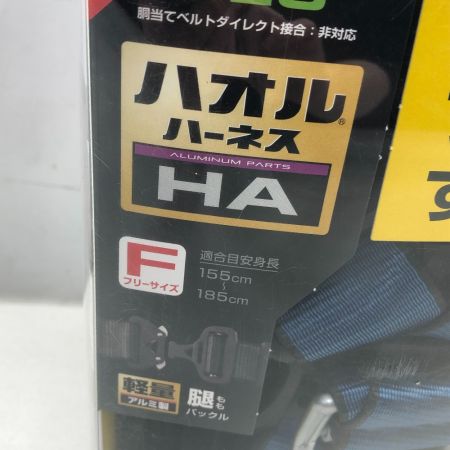 胴当てベルトダイレクト接合：非対応
ハオル®
ハーネス
ALUMINUM PARTS
HA
F
フリーサイズ
適合目安身長
155cm
～
185cm
軽量
アルミ製
腿もも
バックル
す